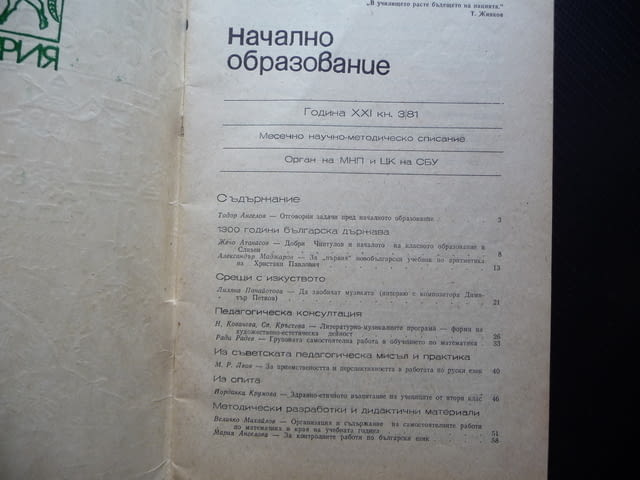 „В училището расте бъдещето на нацията."
Т. Живков
РИЯ
Начално
образование
Година XXI кн. 3/81
Месечно научно-методическо списание
Орган на МНП и ЦК на СБУ
Съдържание
Тодор Ангелов — Отговорни задачи пред началното образование 3
1300 години българска държава
Жечо Атанасов — Добри Чинтулов и началото на класното образование в
Сливен 8
Александър Маджаров — За „първия" новобългарски учебник по аритметика
на Христаки Павлович 13
Срещи с изкуството
Лиляна Панайотова — Да заобичат музиката (интервю с композитора Дими-
тър Петков) 21
Педагогическа консултация
Н. Ковачева, Сл. Кръстева — Литературно-музикалните програми — форма на
художествено-естетическа дейност 26
Ради Радев — Груповата самостоятелна работа в обучението по математика 33
Из съветската педагогическа мисъл и практика
М. Р. Львов — За приемствеността и перспективността в работата по руски език 40
Из опита
Йорданка Кружова — Здравно-етичното възпитание на учениците от втори клас 46
Методически разработки и дидактични материали
Величко Михайлов — Организация и съдържание на самостоятелните работи
по математика в края на учебната година 51
Мария Ангелова — За контролните работи по български език 58